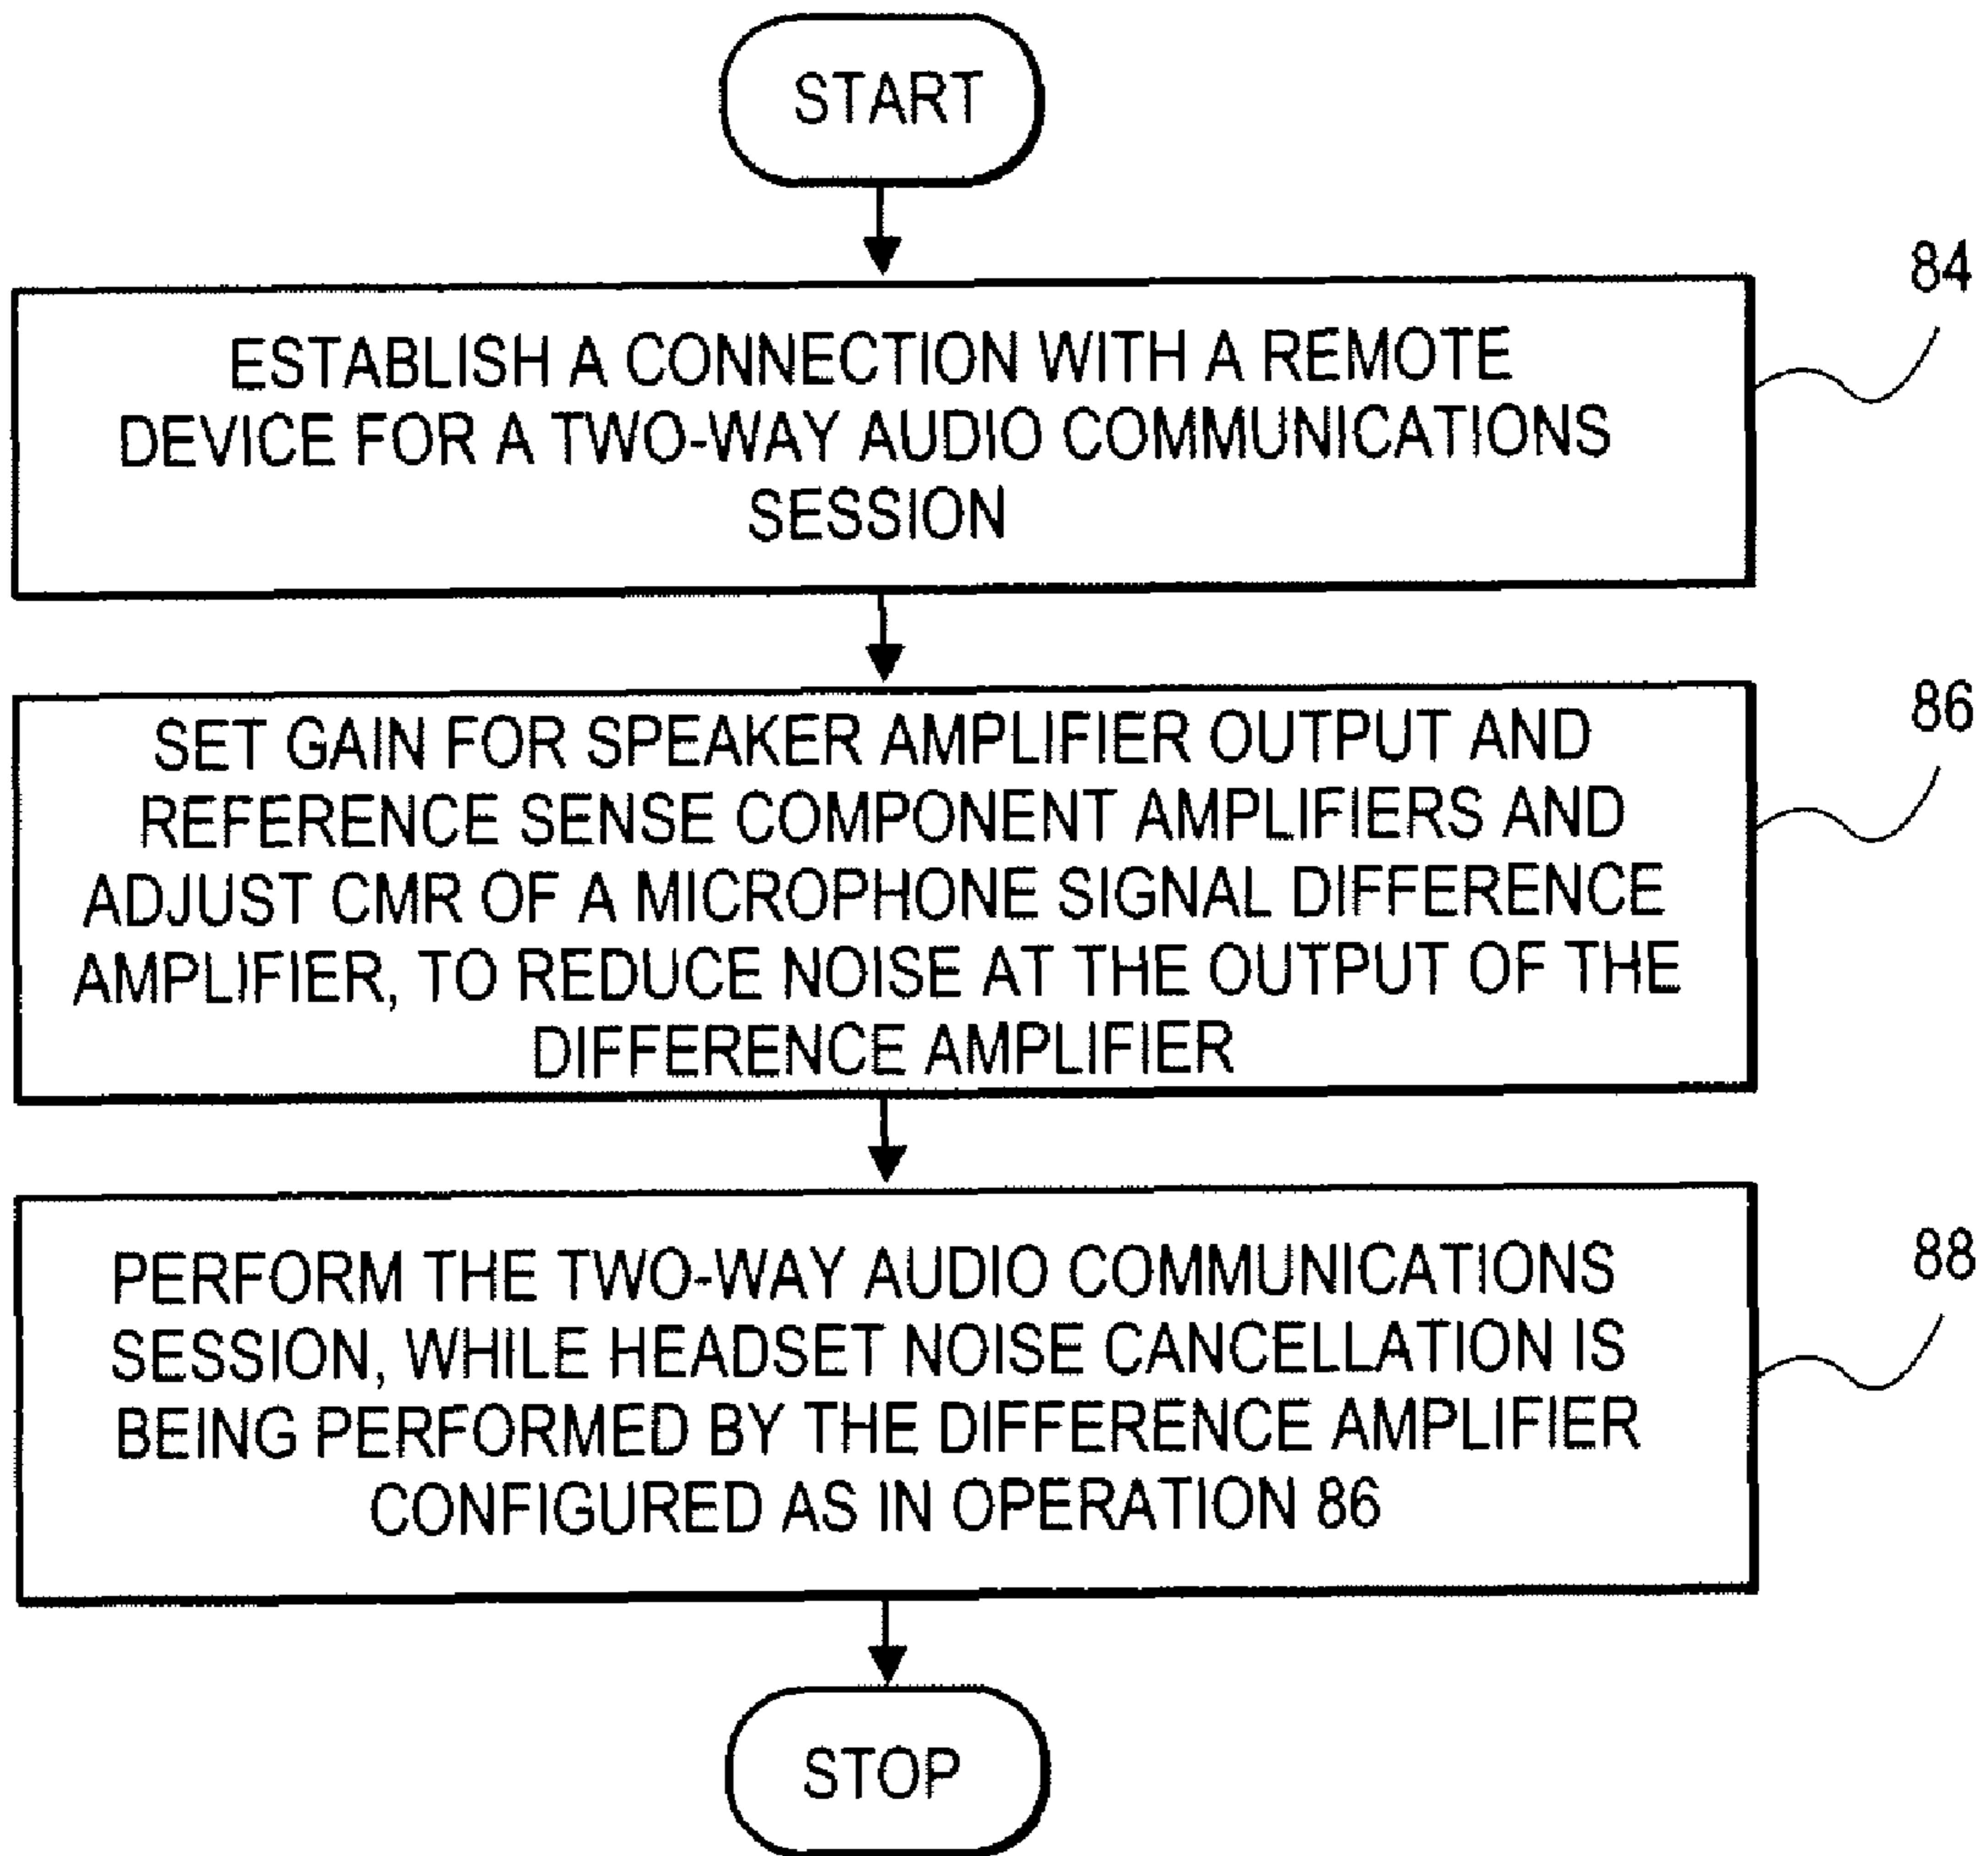 START
84
ESTABLISH A CONNECTION WITH A REMOTE
DEVICE FOR A TWO-WAY AUDIO COMMUNICATIONS
SESSION
86
SET GAIN FOR SPEAKER AMPLIFIER OUTPUT AND
REFERENCE SENSE COMPONENT AMPLIFIERS AND
ADJUST CMR OF A MICROPHONE SIGNAL DIFFERENCE
AMPLIFIER, TO REDUCE NOISE AT THE OUTPUT OF THE
DIFFERENCE AMPLIFIER
88
PERFORM THE TWO-WAY AUDIO COMMUNICATIONS
SESSION, WHILE HEADSET NOISE CANCELLATION IS
BEING PERFORMED BY THE DIFFERENCE AMPLIFIER
CONFIGURED AS IN OPERATION 86
STOP